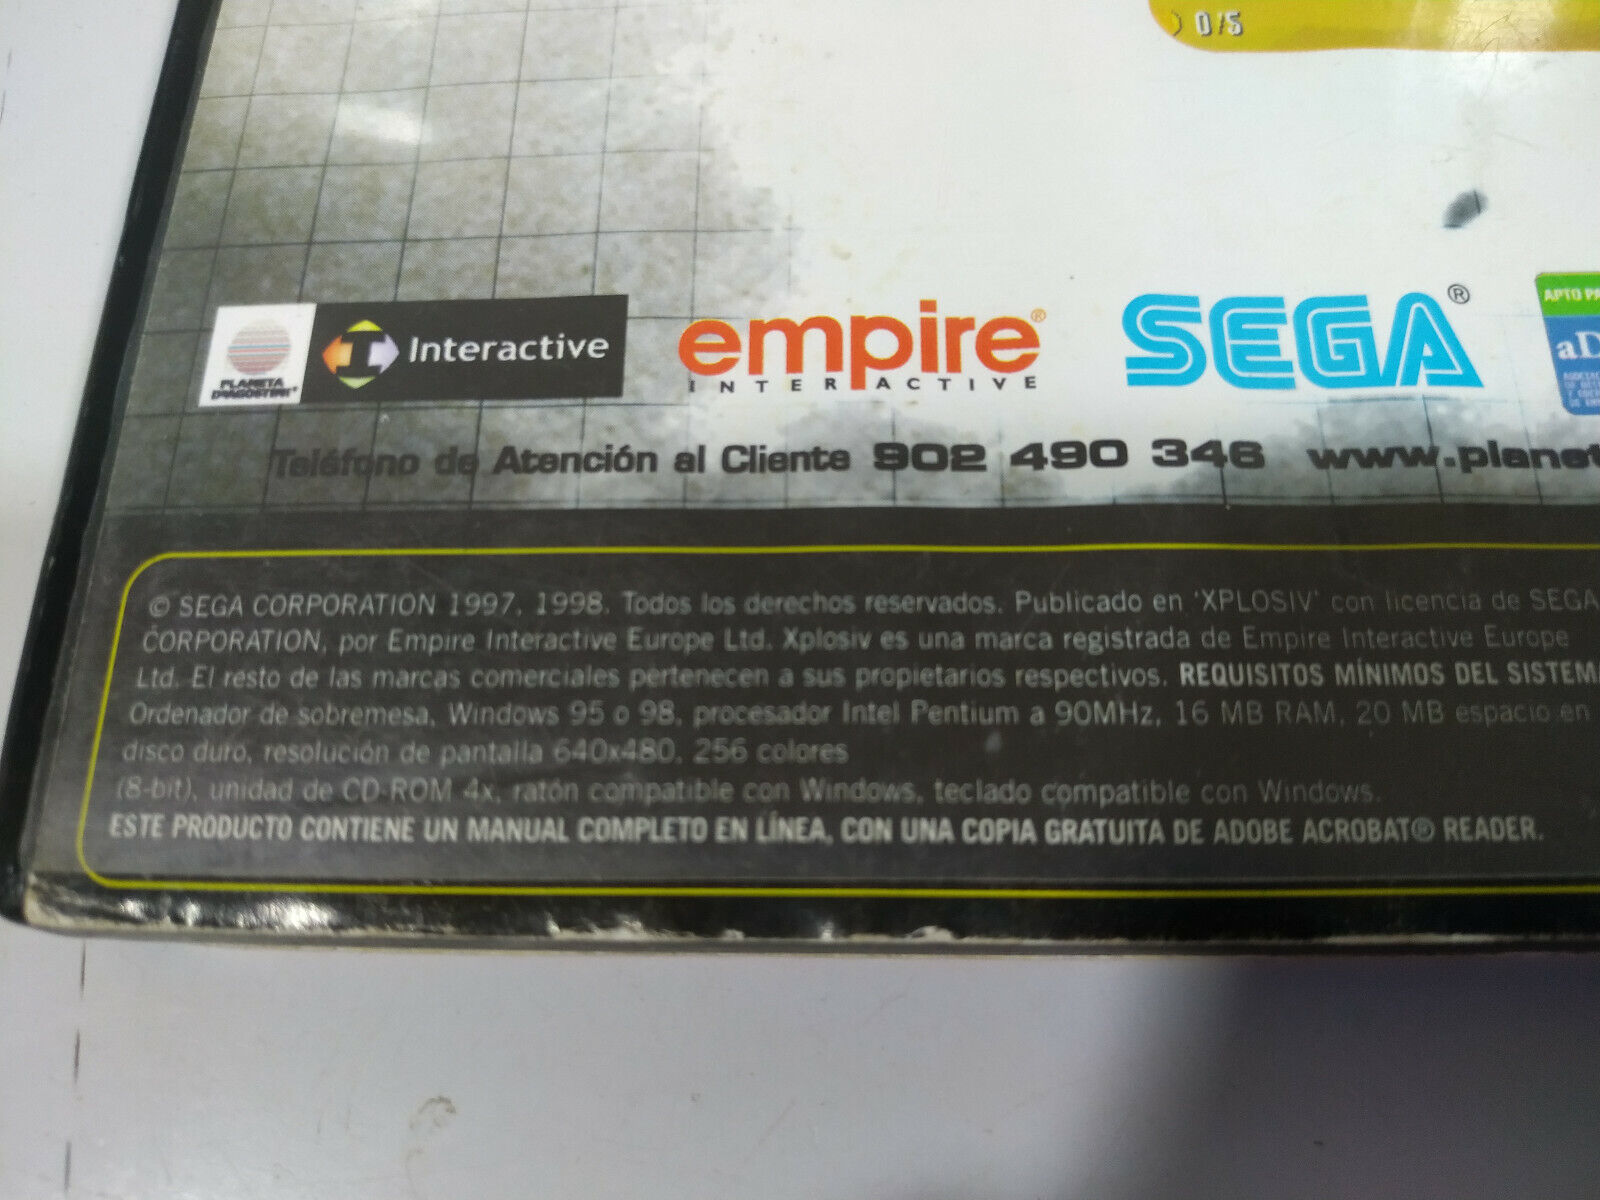 0/5
APTO PA
PLANETA
DEAGOSTINI®
I Interactive
empire®
INTERACTIVE
SEGA®
aD
Teléfono de Atención al Cliente 902 490 346 www.planet
© SEGA CORPORATION 1997, 1998. Todos los derechos reservados. Publicado en 'XPLOSIV' con licencia de SEGA
CORPORATION, por Empire Interactive Europe Ltd. Xplosiv es una marca registrada de Empire Interactive Europe
Ltd. El resto de las marcas comerciales pertenecen a sus propietarios respectivos. REQUISITOS MÍNIMOS DEL SISTEMA
Ordenador de sobremesa, Windows 95 o 98, procesador Intel Pentium a 90MHz, 16 MB RAM, 20 MB espacio en
disco duro, resolución de pantalla 640x480, 256 colores
(8-bit), unidad de CD-ROM 4x, ratón compatible con Windows, teclado compatible con Windows.
ESTE PRODUCTO CONTIENE UN MANUAL COMPLETO EN LÍNEA, CON UNA COPIA GRATUITA DE ADOBE ACROBAT® READER.